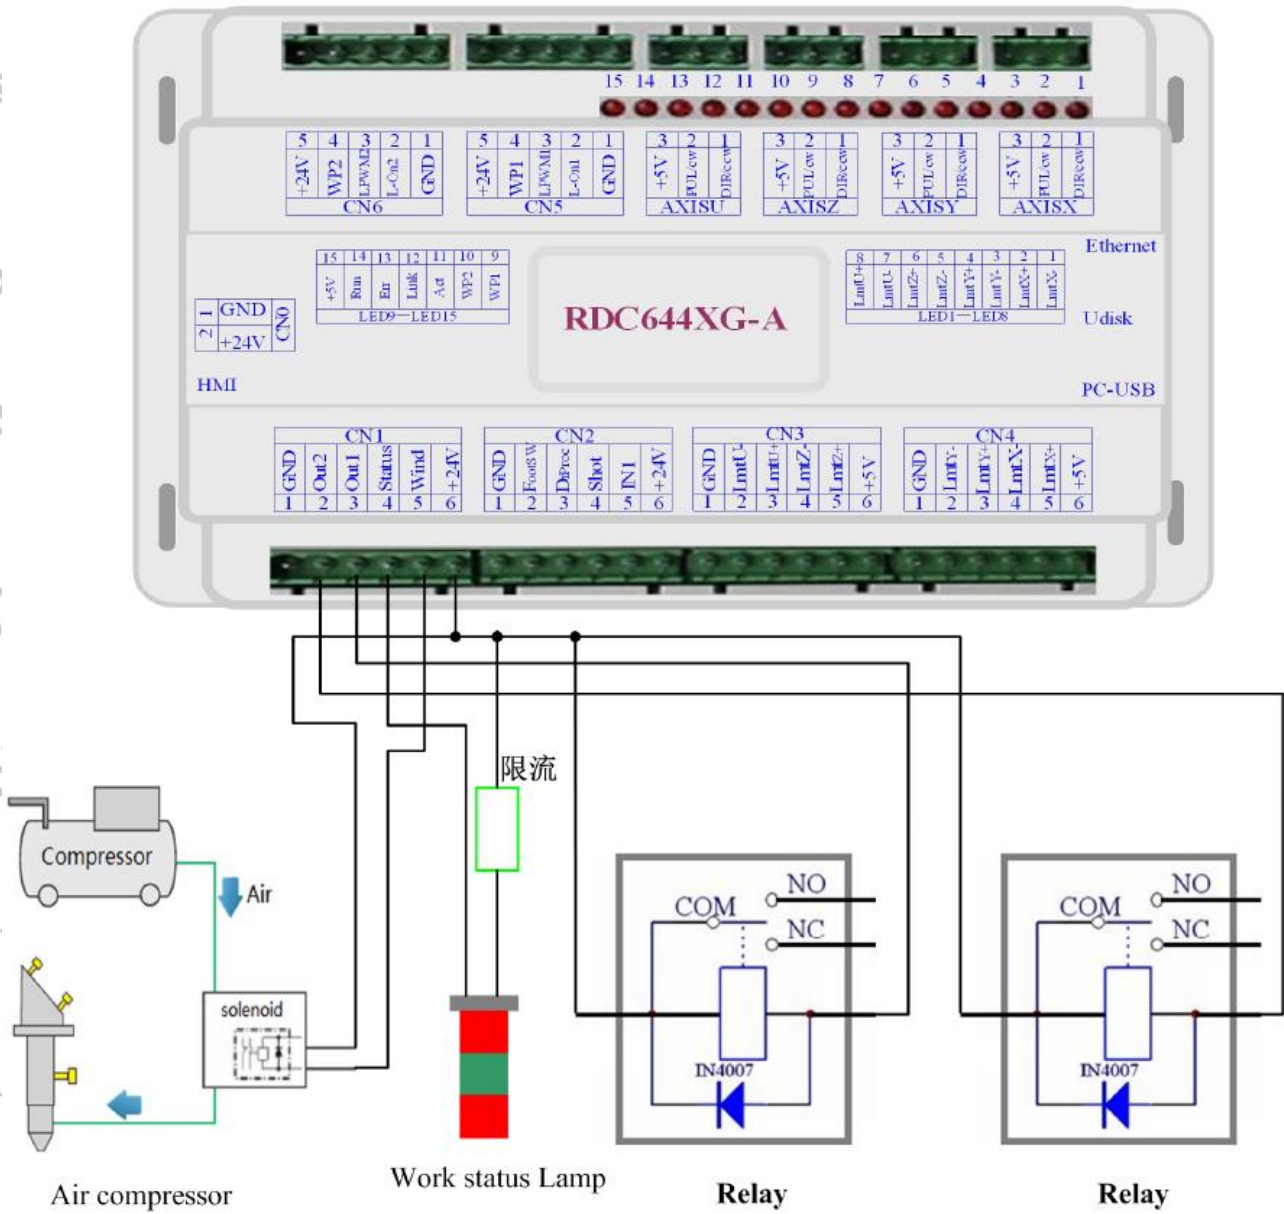 15 14 13 12 11 10 9 8 7 6 5 4 3 2 1
5 4 3 2 1
+24V WP2 LPWM2 L-On2 GND
CN6
5 4 3 2 1
+24V WP1 LPWM1 L-On1 GND
CN5
3 2 1
+5V PUL/cw DIR/ccw
AXISU
3 2 1
+5V PUL/cw DIR/ccw
AXISZ
3 2 1
+5V PUL/cw DIR/ccw
AXISY
3 2 1
+5V PUL/cw DIR/ccw
AXISX
Ethernet
15 14 13 12 11 10 9
+5V Run Err Link Act WP2 WP1
LED9—LED15
8 7 6 5 4 3 2 1
LmtU+ LmtU- LmtZ+ LmtZ- LmtY+ LmtY- LmtX+ LmtX-
LED1—LED8
1 GND
2 +24V
CN0
RDC644XG-A
Udisk
HMI
PC-USB
CN1
GND Out2 Out1 Status Wind +24V
1 2 3 4 5 6
CN2
GND FootSW DrProc Shot IN1 +24V
1 2 3 4 5 6
CN3
GND LmtU- LmtU+ LmtZ- LmtZ+ +5V
1 2 3 4 5 6
CN4
GND LmtY- LmtY+ LmtX- LmtX+ +5V
1 2 3 4 5 6
限流
Compressor
Air
solenoid
COM
NO
NC
IN4007
COM
NO
NC
IN4007
Air compressor
Work status Lamp
Relay
Relay